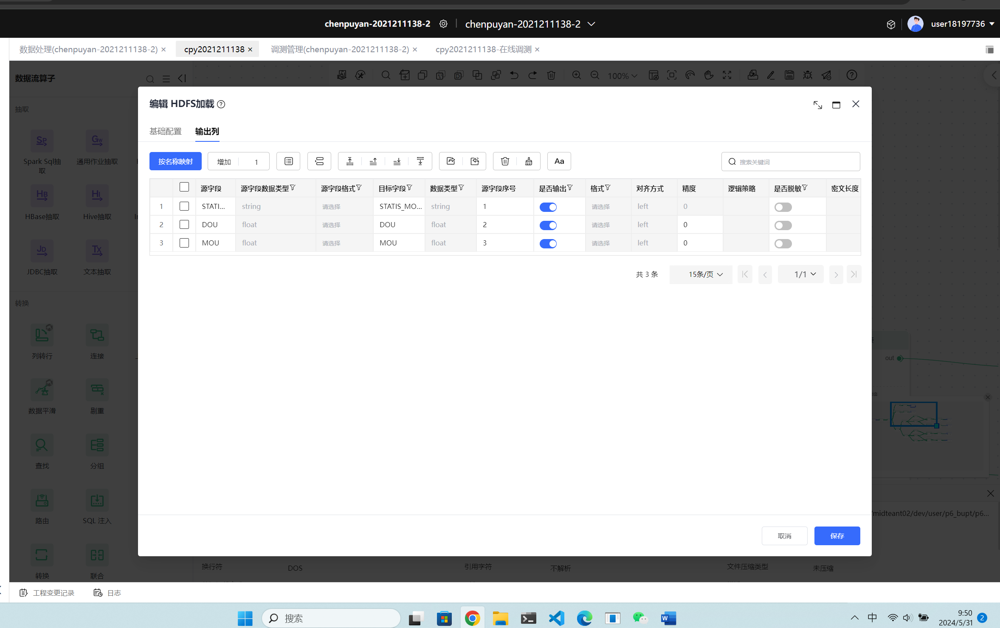 chenpuyan-2021211138-2
chenpuyan-2021211138-2
user18197736
数据处理(chenpuyan-2021211138-2) ×
cpy2021211138 ×
调测管理(chenpuyan-2021211138-2) ×
cpy2021211138-在线调测 ×
数据流算子
100%
抽取
Spark Sql抽取
通用作业抽取
HBase抽取
Hive抽取
JDBC抽取
文本抽取
转换
列转行
连接
数据平滑
剔重
查找
分组
路由
SQL 注入
转换
联合
编辑 HDFS加载
基础配置
输出列
按名称映射
增加 1
Aa
搜索关键词
源字段 源字段数据类型 源字段格式 目标字段 数据类型 源字段序号 是否输出 格式 对齐方式 精度 逻辑策略 是否脱敏 密文长度
1 STATI... string 请选择 STATIS_MO... string 1 请选择 left 0
2 DOU float 请选择 DOU float 2 请选择 left 0
3 MOU float 请选择 MOU float 3 请选择 left 0
共 3 条 15条/页 1/1
取消
保存
out
/midteant02/dev/user/p6_bupt/p6...
换行符 DOS 引用字符 不解析 文件压缩类型 未压缩
工程变更记录
日志
搜索
中
9:50
2024/5/31
2